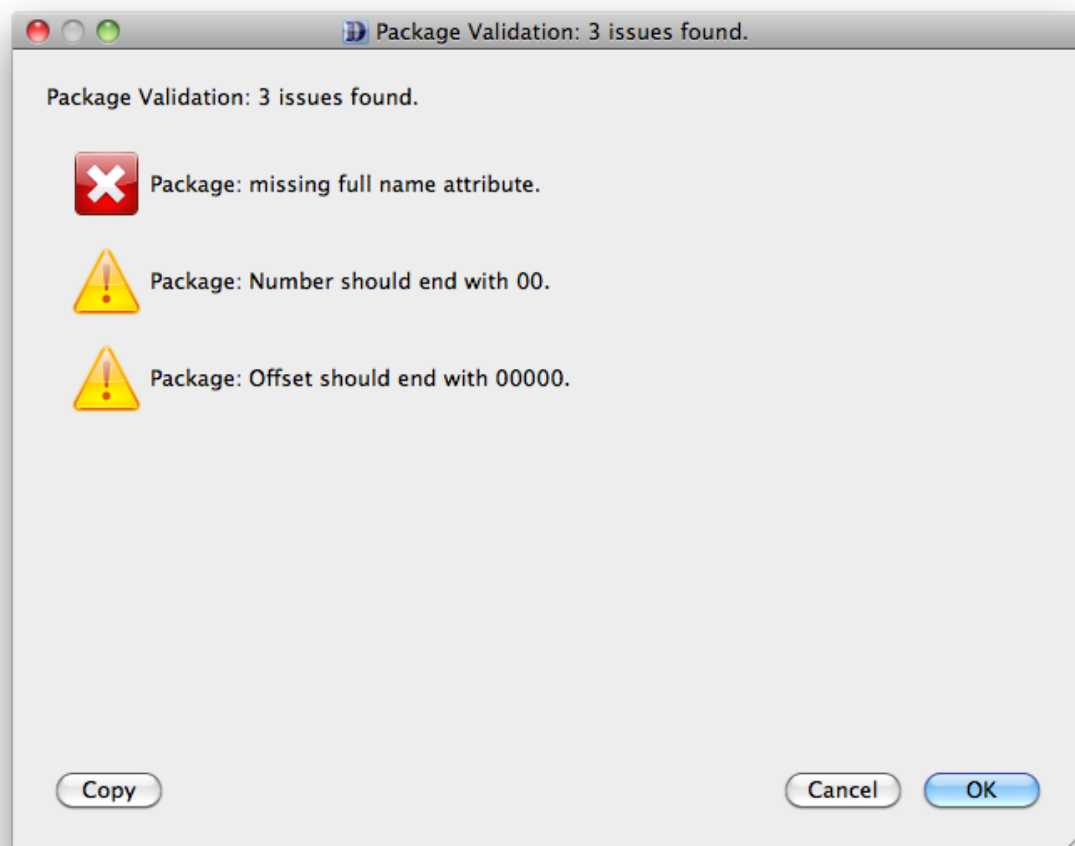 Package Validation: 3 issues found.
Package Validation: 3 issues found.
Package: missing full name attribute.
Package: Number should end with 00.
Package: Offset should end with 00000.
Copy
Cancel
OK